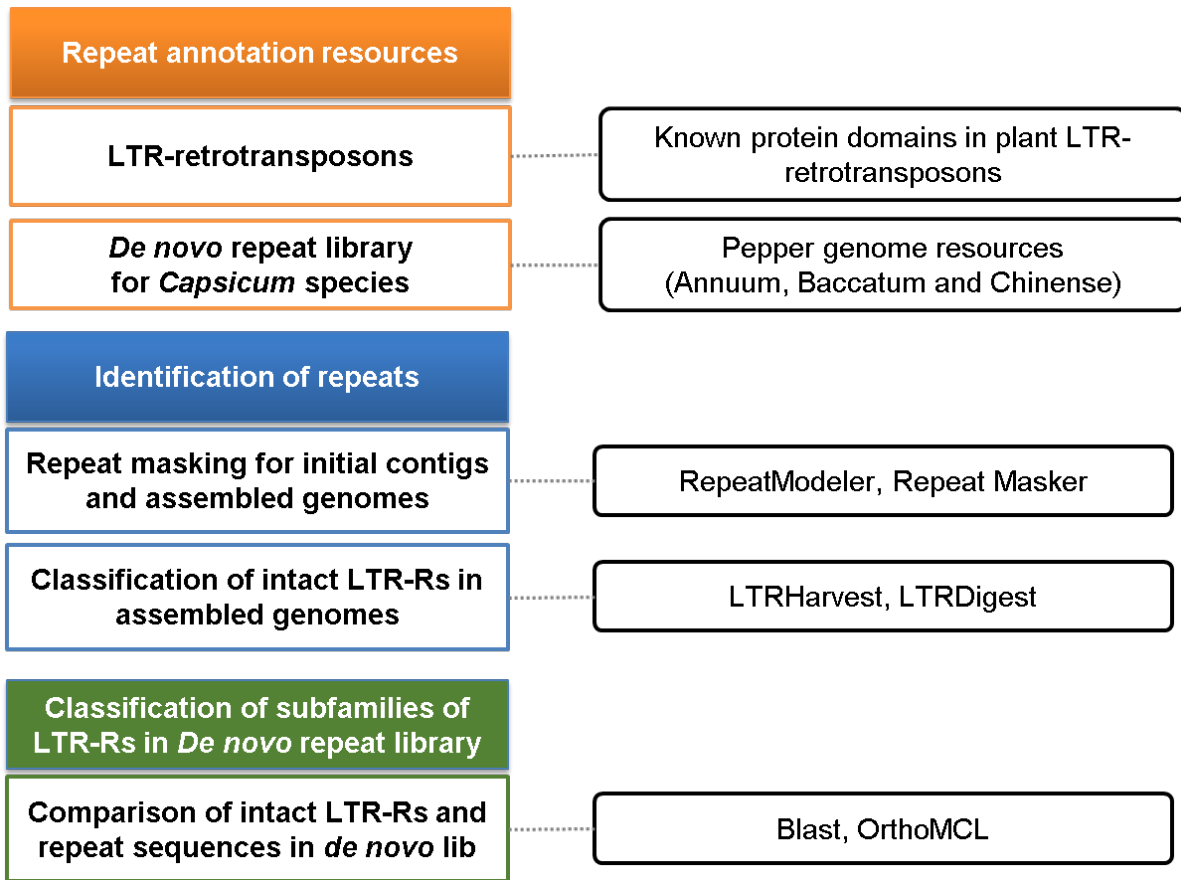 Repeat annotation resources
LTR-retrotransposons
Known protein domains in plant LTR-
retrotransposons
De novo repeat library
for Capsicum species
Pepper genome resources
(Annuum, Baccatum and Chinense)
Identification of repeats
Repeat masking for initial contigs
and assembled genomes
RepeatModeler, Repeat Masker
Classification of intact LTR-Rs in
assembled genomes
LTRHarvest, LTRDigest
Classification of subfamilies of
LTR-Rs in De novo repeat library
Comparison of intact LTR-Rs and
repeat sequences in de novo lib
Blast, OrthoMCL